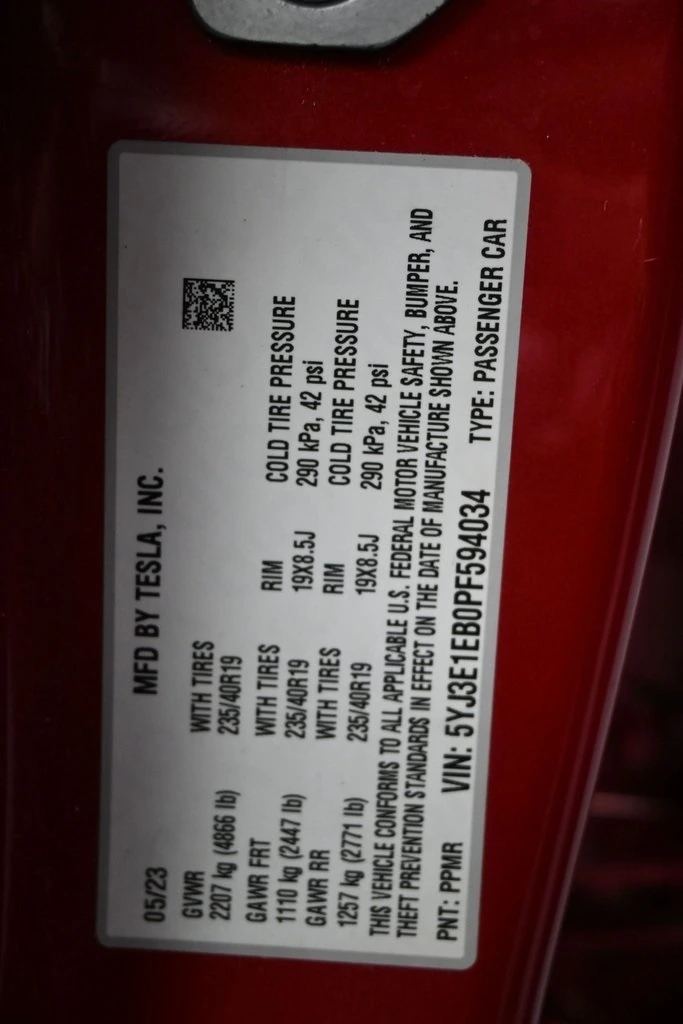 MFD BY TESLA, INC.
05/23
GVWR WITH TIRES
2207 kg (4866 lb) 235/40R19
GAWR FRT WITH TIRES RIM COLD TIRE PRESSURE
1110 kg (2447 lb) 235/40R19 19X8.5J 290 kPa, 42 psi
GAWR RR WITH TIRES RIM COLD TIRE PRESSURE
1257 kg (2771 lb) 235/40R19 19X8.5J 290 kPa, 42 psi
THIS VEHICLE CONFORMS TO ALL APPLICABLE U.S. FEDERAL MOTOR VEHICLE SAFETY, BUMPER, AND
THEFT PREVENTION STANDARDS IN EFFECT ON THE DATE OF MANUFACTURE SHOWN ABOVE.
PNT: PPMR VIN: 5YJ3E1EB0PF594034 TYPE: PASSENGER CAR